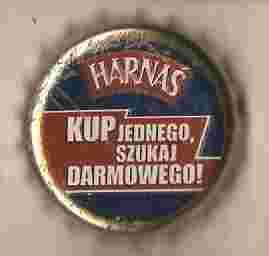 HARNAŚ
KUP JEDNEGO,
SZUKAJ
DARMOWEGO!